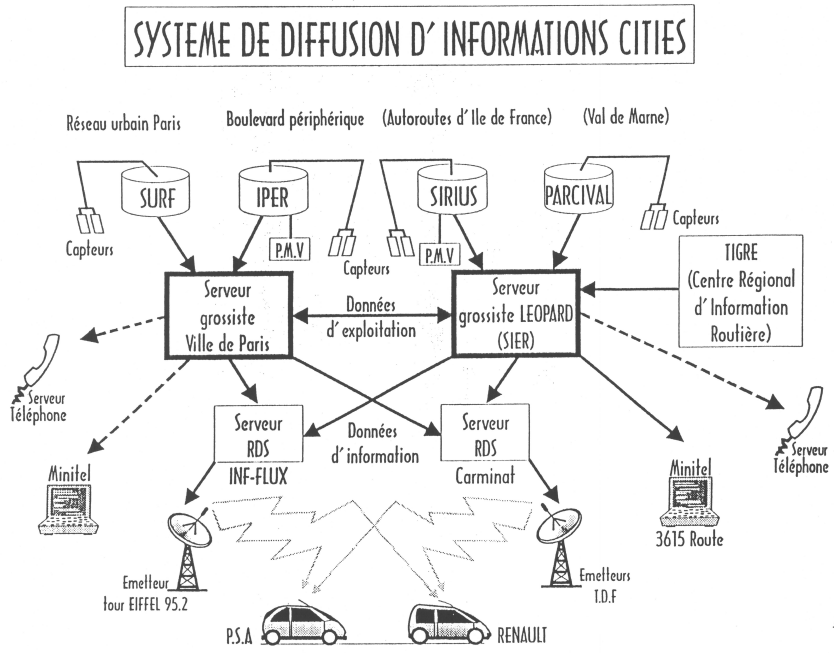 SYSTEME DE DIFFUSION D' INFORMATIONS CITIES
Réseau urbain Paris
Boulevard périphérique
(Autoroutes d' Ile de France)
(Val de Marne)
SURF
IPER
SIRIUS
PARCIVAL
Capteurs
P.M.V
Capteurs
P.M.V
Capteurs
TIGRE
(Centre Régional
d' Information
Routière)
Serveur
grossiste
Ville de Paris
Données
d' exploitation
Serveur
grossiste LEOPARD
(SIER)
Serveur
Téléphone
Serveur
RDS
INF-FLUX
Données
d' information
Serveur
RDS
Carminat
Serveur
Téléphone
Minitel
Minitel
3615 Route
Emetteur
tour EIFFEL 95.2
Emetteurs
T.D.F
P.S.A
RENAULT